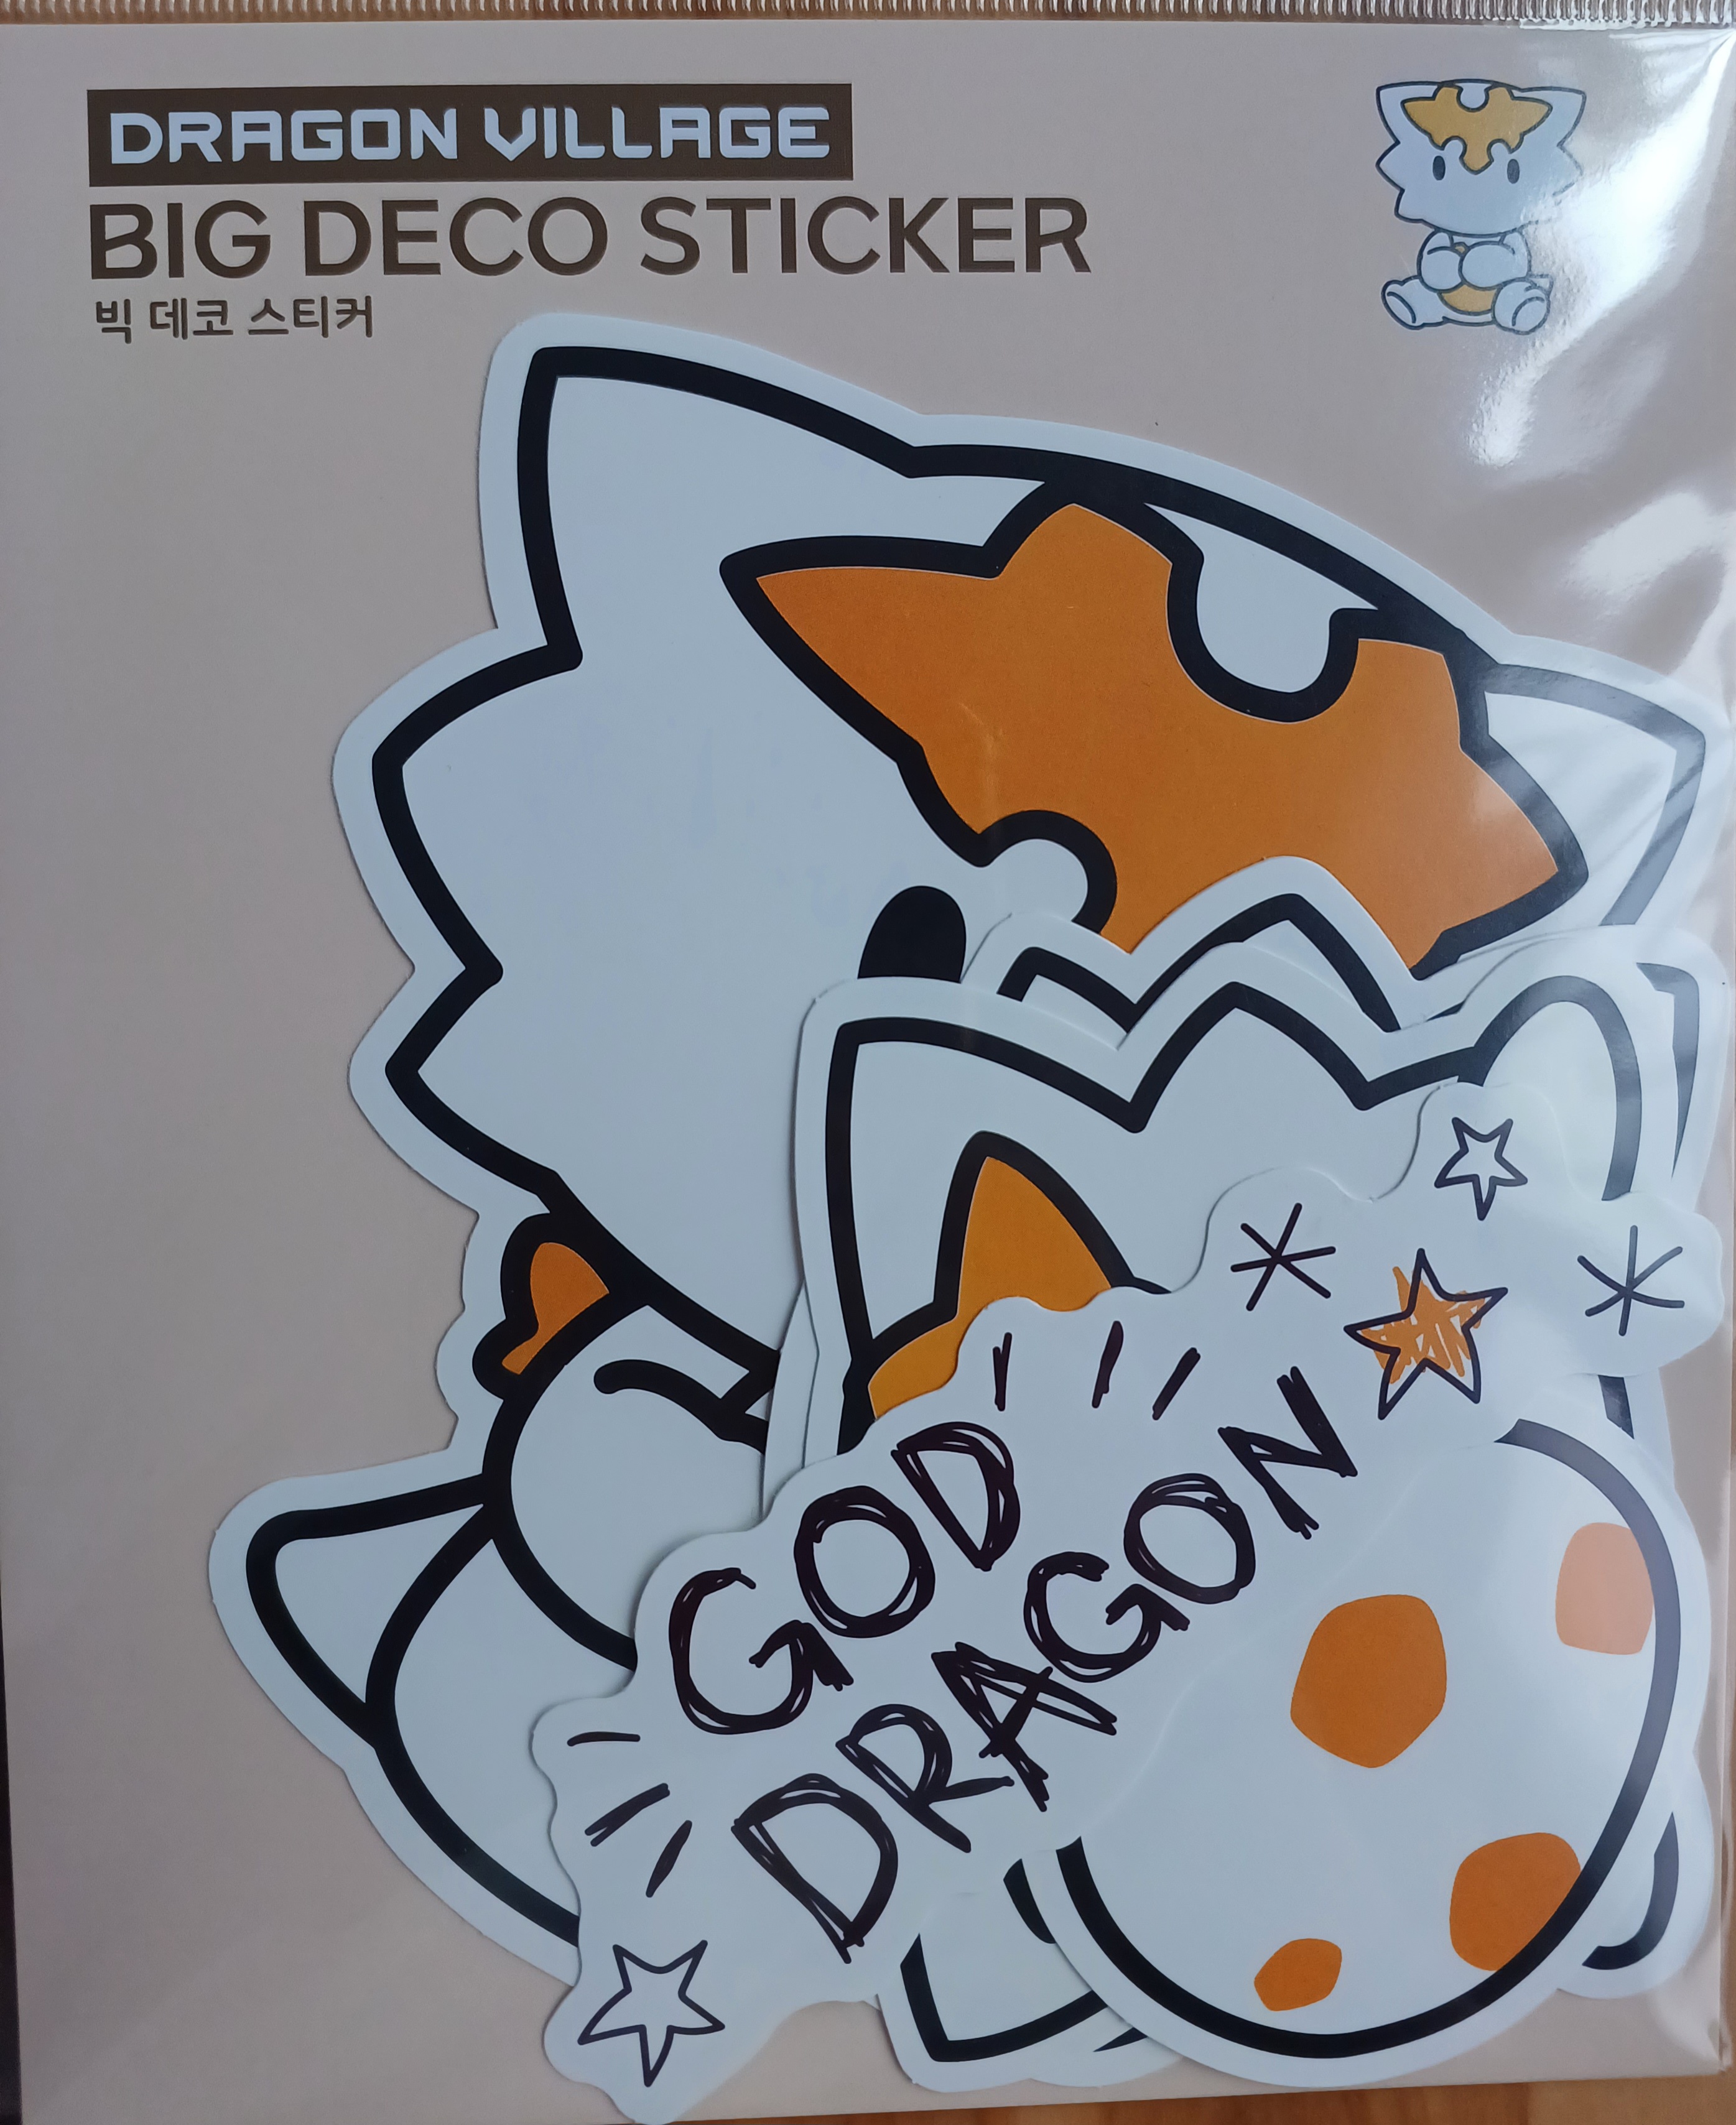 DRAGON VILLAGE
BIG DECO STICKER
빅 데코 스티커
GOD
DRAGON